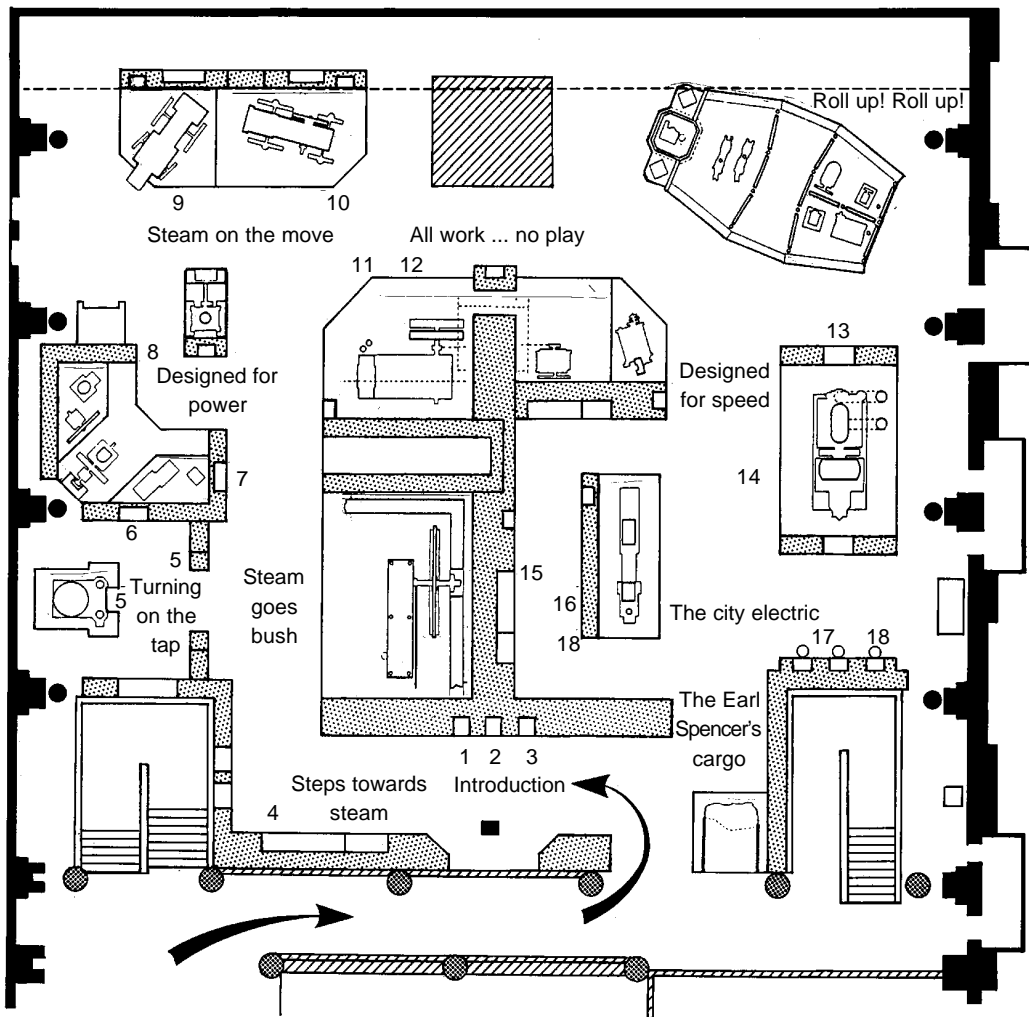 Roll up! Roll up!
9
10
Steam on the move
All work ... no play
11
12
13
8
Designed for
power
Designed
for speed
7
14
6
5
5
Turning
on the
tap
Steam
goes
bush
15
16
18
The city electric
17
18
The Earl
Spencer's
cargo
1
2
3
Introduction
4
Steps towards
steam